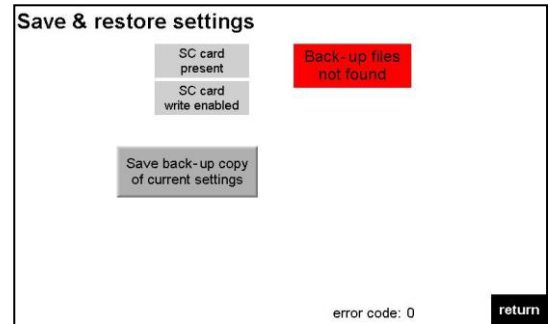 Save & restore settings
SC card
present
Back-up files
not found
SC card
write enabled
Save back-up copy
of current settings
error code: 0
return